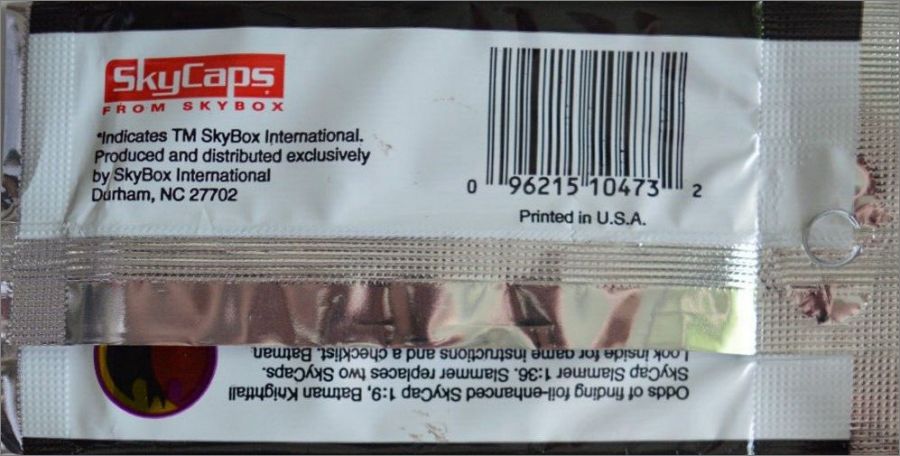 SkyCaps
FROM SKYBOX
*Indicates TM SkyBox International.
Produced and distributed exclusively
by SkyBox International
Durham, NC 27702
0 96215 10473 2
Printed in U.S.A.
Odds of finding foil-enhanced SkyCap 1:9, Batman Knightfall
SkyCap Slammer 1:36. Slammer replaces two SkyCaps.
Look inside for game instructions and a checklist. Batman,